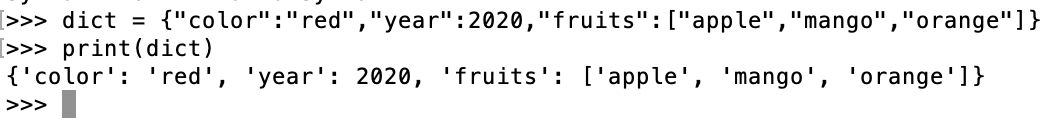 >>> dict = {"color":"red","year":2020,"fruits":["apple","mango","orange"]}
>>> print(dict)
{'color': 'red', 'year': 2020, 'fruits': ['apple', 'mango', 'orange']}
>>>